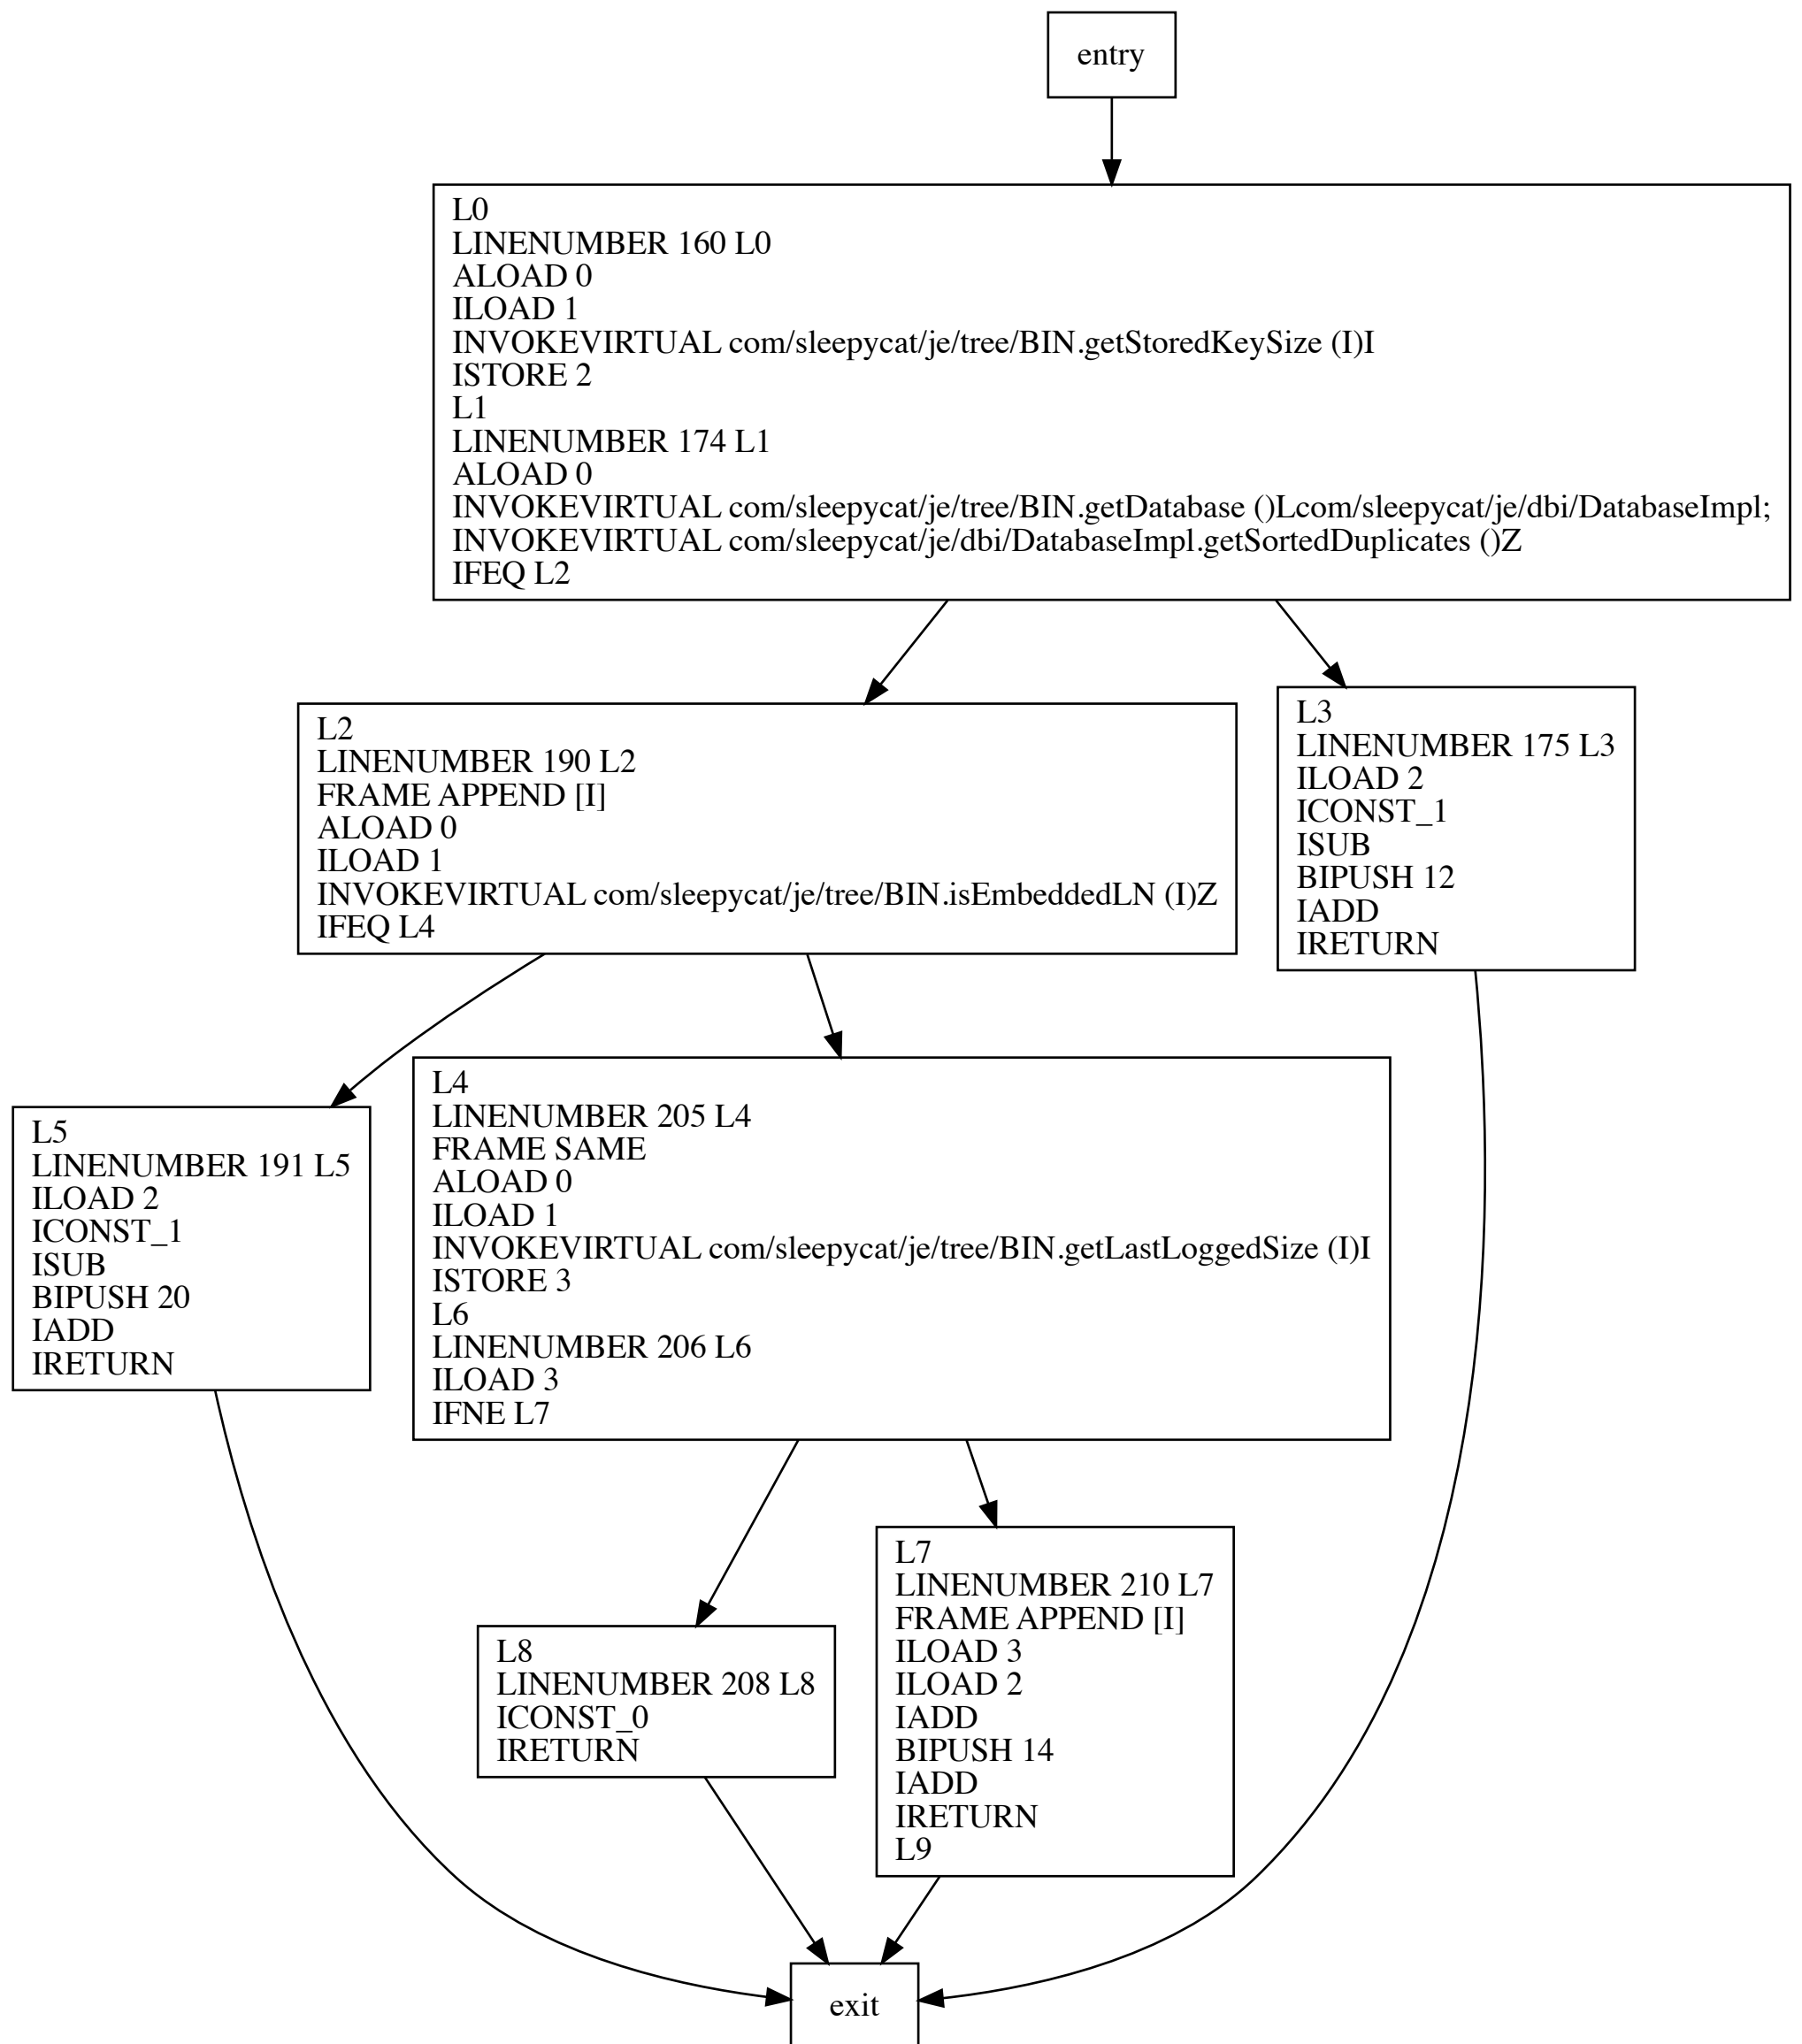 entry
L0
LINENUMBER 160 L0
ALOAD 0
ILOAD 1
INVOKEVIRTUAL com/sleepycat/je/tree/BIN.getStoredKeySize (I)I
ISTORE 2
L1
LINENUMBER 174 L1
ALOAD 0
INVOKEVIRTUAL com/sleepycat/je/tree/BIN.getDatabase ()Lcom/sleepycat/je/dbi/DatabaseImpl;
INVOKEVIRTUAL com/sleepycat/je/dbi/DatabaseImpl.getSortedDuplicates ()Z
IFEQ L2
L2
LINENUMBER 190 L2
FRAME APPEND [I]
ALOAD 0
ILOAD 1
INVOKEVIRTUAL com/sleepycat/je/tree/BIN.isEmbeddedLN (I)Z
IFEQ L4
L3
LINENUMBER 175 L3
ILOAD 2
ICONST_1
ISUB
BIPUSH 12
IADD
IRETURN
L5
LINENUMBER 191 L5
ILOAD 2
ICONST_1
ISUB
BIPUSH 20
IADD
IRETURN
L4
LINENUMBER 205 L4
FRAME SAME
ALOAD 0
ILOAD 1
INVOKEVIRTUAL com/sleepycat/je/tree/BIN.getLastLoggedSize (I)I
ISTORE 3
L6
LINENUMBER 206 L6
ILOAD 3
IFNE L7
L8
LINENUMBER 208 L8
ICONST_0
IRETURN
L7
LINENUMBER 210 L7
FRAME APPEND [I]
ILOAD 3
ILOAD 2
IADD
BIPUSH 14
IADD
IRETURN
L9
exit